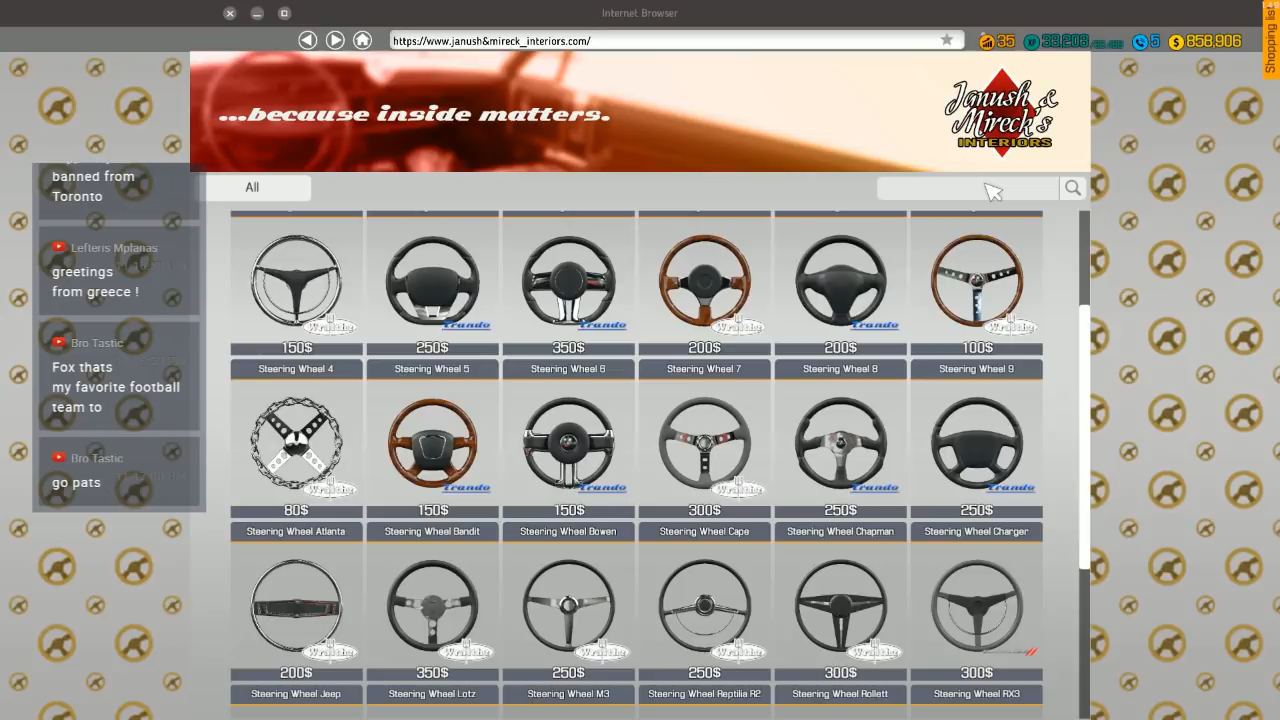 Internet Browser
https://www.janush&mireck_interiors.com/
35
5
858,906
Shopping list
...because inside matters.
Janush &
Mireck's
INTERIORS
All
banned from
Toronto
Lefteris Mplanas
greetings
from greece !
Bro Tastic
Fox thats
my favorite football
team to
Bro Tastic
go pats
150$ 250$ 350$ 200$ 200$ 100$
Steering Wheel 4 Steering Wheel 5 Steering Wheel 6 Steering Wheel 7 Steering Wheel 8 Steering Wheel 9
80$ 150$ 150$ 300$ 250$ 250$
Steering Wheel Atlanta Steering Wheel Bandit Steering Wheel Bowen Steering Wheel Cape Steering Wheel Chapman Steering Wheel Charger
200$ 350$ 250$ 250$ 300$ 300$
Steering Wheel Jeep Steering Wheel Lotz Steering Wheel M3 Steering Wheel Reptilia R2 Steering Wheel Rollett Steering Wheel RX3